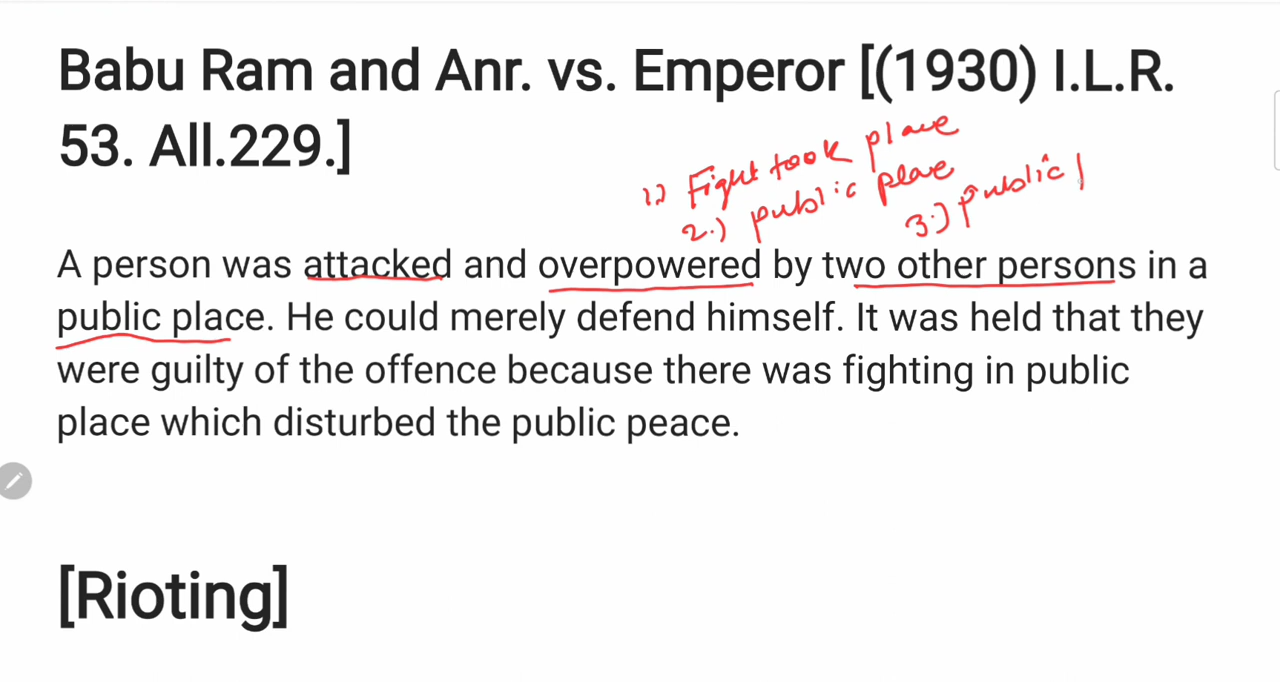 Babu Ram and Anr. vs. Emperor [(1930) I.L.R.
53. All.229.]
1) Fight took place
2.) public place
3.) public
A person was attacked and overpowered by two other persons in a
public place. He could merely defend himself. It was held that they
were guilty of the offence because there was fighting in public
place which disturbed the public peace.
[Rioting]